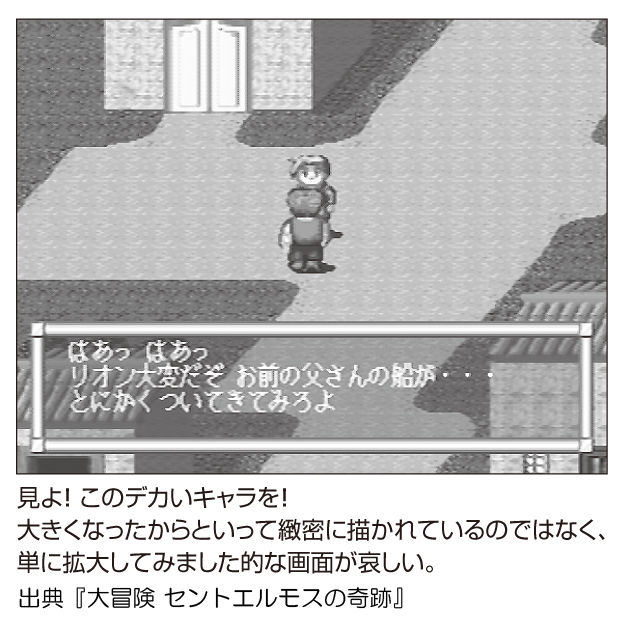 はあっ はあっ
リオン大変だぞ お前の父さんの船が・・・
とにかく ついてきてみろよ
見よ! このデカいキャラを!
大きくなったからといって緻密に描かれているのではなく、
単に拡大してみました的な画面が哀しい。
出典『大冒険 セントエルモスの奇跡』